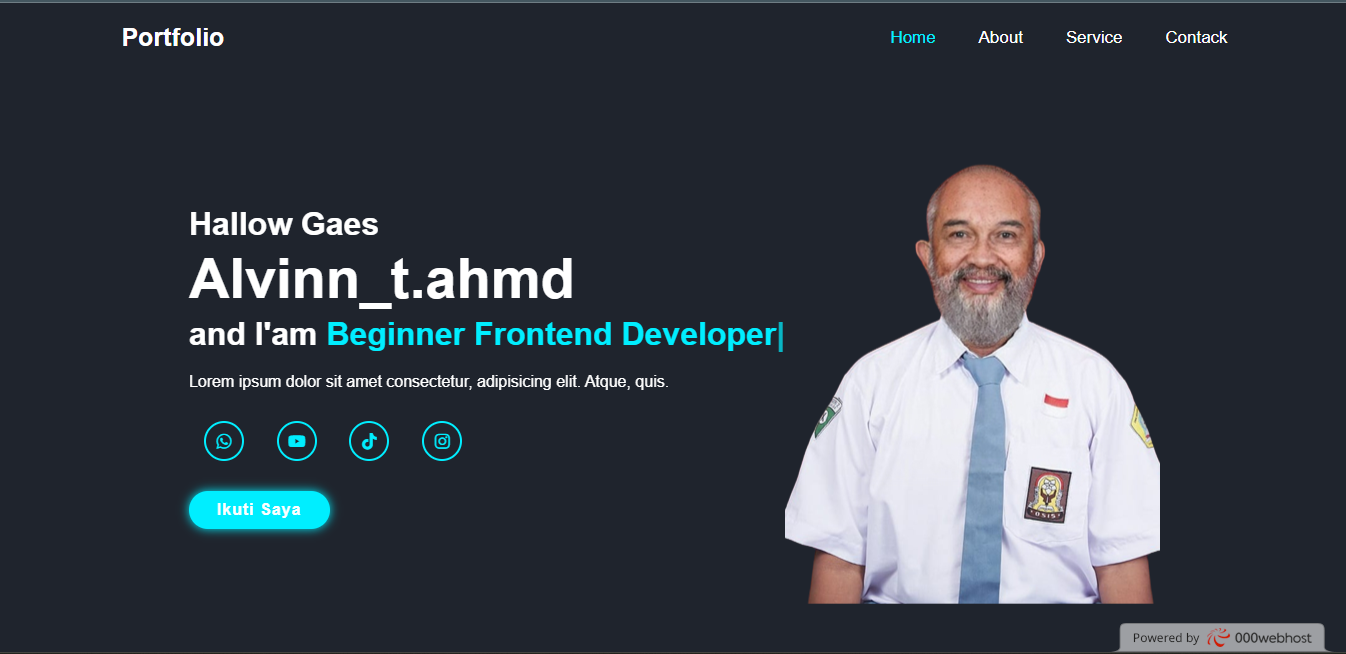 Portfolio
Home About Service Contack
Hallow Gaes
Alvinn_t.ahmd
and I'am Beginner Frontend Developer|
Lorem ipsum dolor sit amet consectetur, adipisicing elit. Atque, quis.
Ikuti Saya
OSIS
Powered by 000webhost